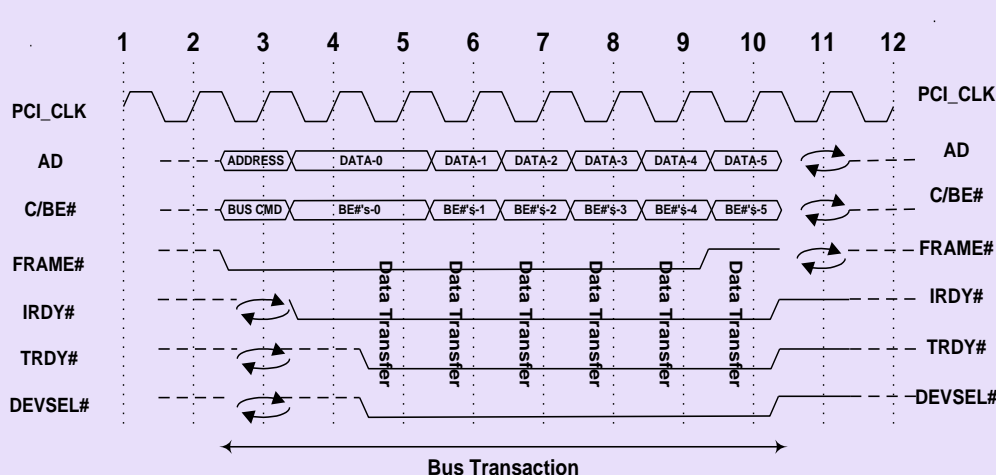 1 2 3 4 5 6 7 8 9 10 11 12
PCI_CLK PCI_CLK
AD ADDRESS DATA-0 DATA-1 DATA-2 DATA-3 DATA-4 DATA-5 AD
C/BE# BUS CMD BE#'s-0 BE#'s-1 BE#'s-2 BE#'s-3 BE#'s-4 BE#'s-5 C/BE#
FRAME# FRAME#
Data Transfer
Data Transfer
Data Transfer
Data Transfer
Data Transfer
Data Transfer
IRDY# IRDY#
TRDY# TRDY#
DEVSEL# DEVSEL#
Bus Transaction